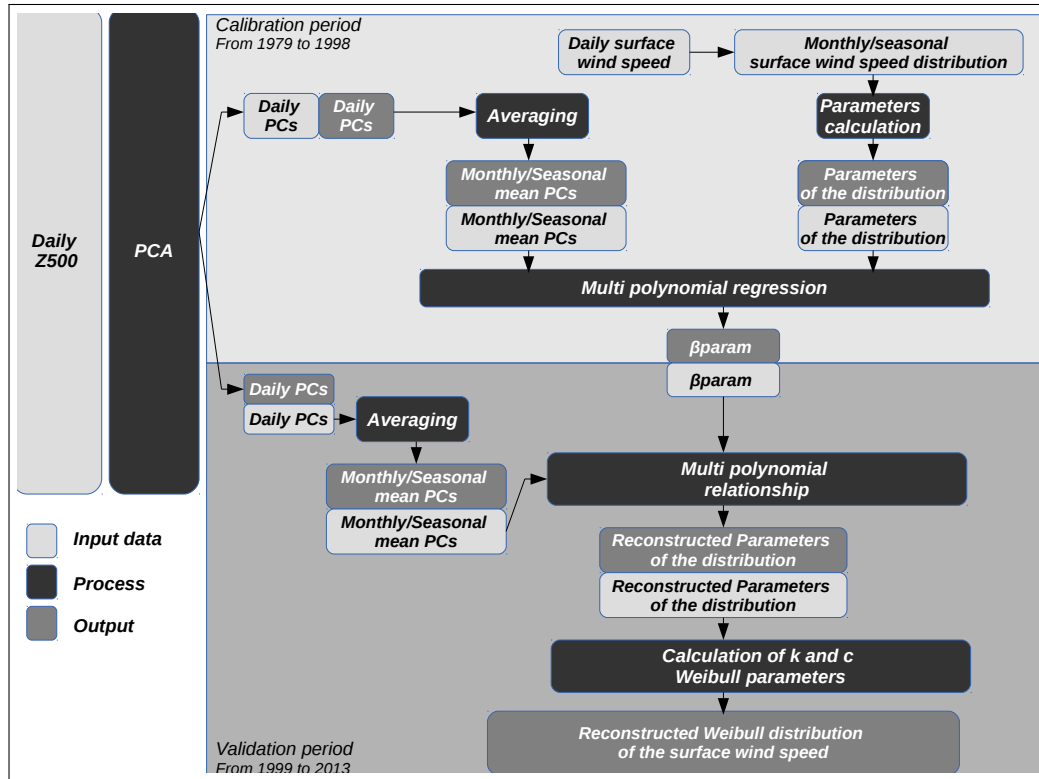 Calibration period
From 1979 to 1998
Daily surface
wind speed
Monthly/seasonal
surface wind speed distribution
Daily
PCs
Daily
PCs
Averaging
Parameters
calculation
Monthly/Seasonal
mean PCs
Monthly/Seasonal
mean PCs
Parameters
of the distribution
Parameters
of the distribution
Daily
Z500
PCA
Multi polynomial regression
βparam
βparam
Daily PCs
Daily PCs
Averaging
Monthly/Seasonal
mean PCs
Monthly/Seasonal
mean PCs
Multi polynomial
relationship
Reconstructed Parameters
of the distribution
Reconstructed Parameters
of the distribution
Calculation of k and c
Weibull parameters
Reconstructed Weibull distribution
of the surface wind speed
Input data
Process
Output
Validation period
From 1999 to 2013